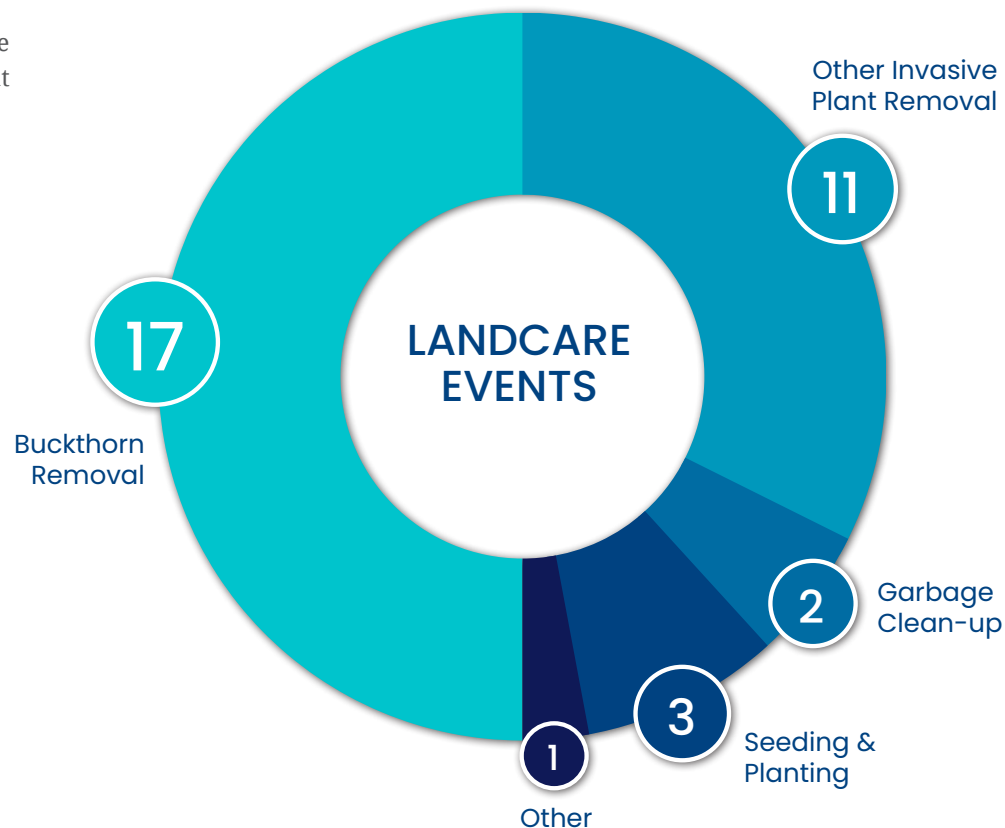 Other Invasive
Plant Removal
11
17
LANDCARE
EVENTS
Buckthorn
Removal
2
Garbage
Clean-up
3
Seeding &
Planting
1
Other